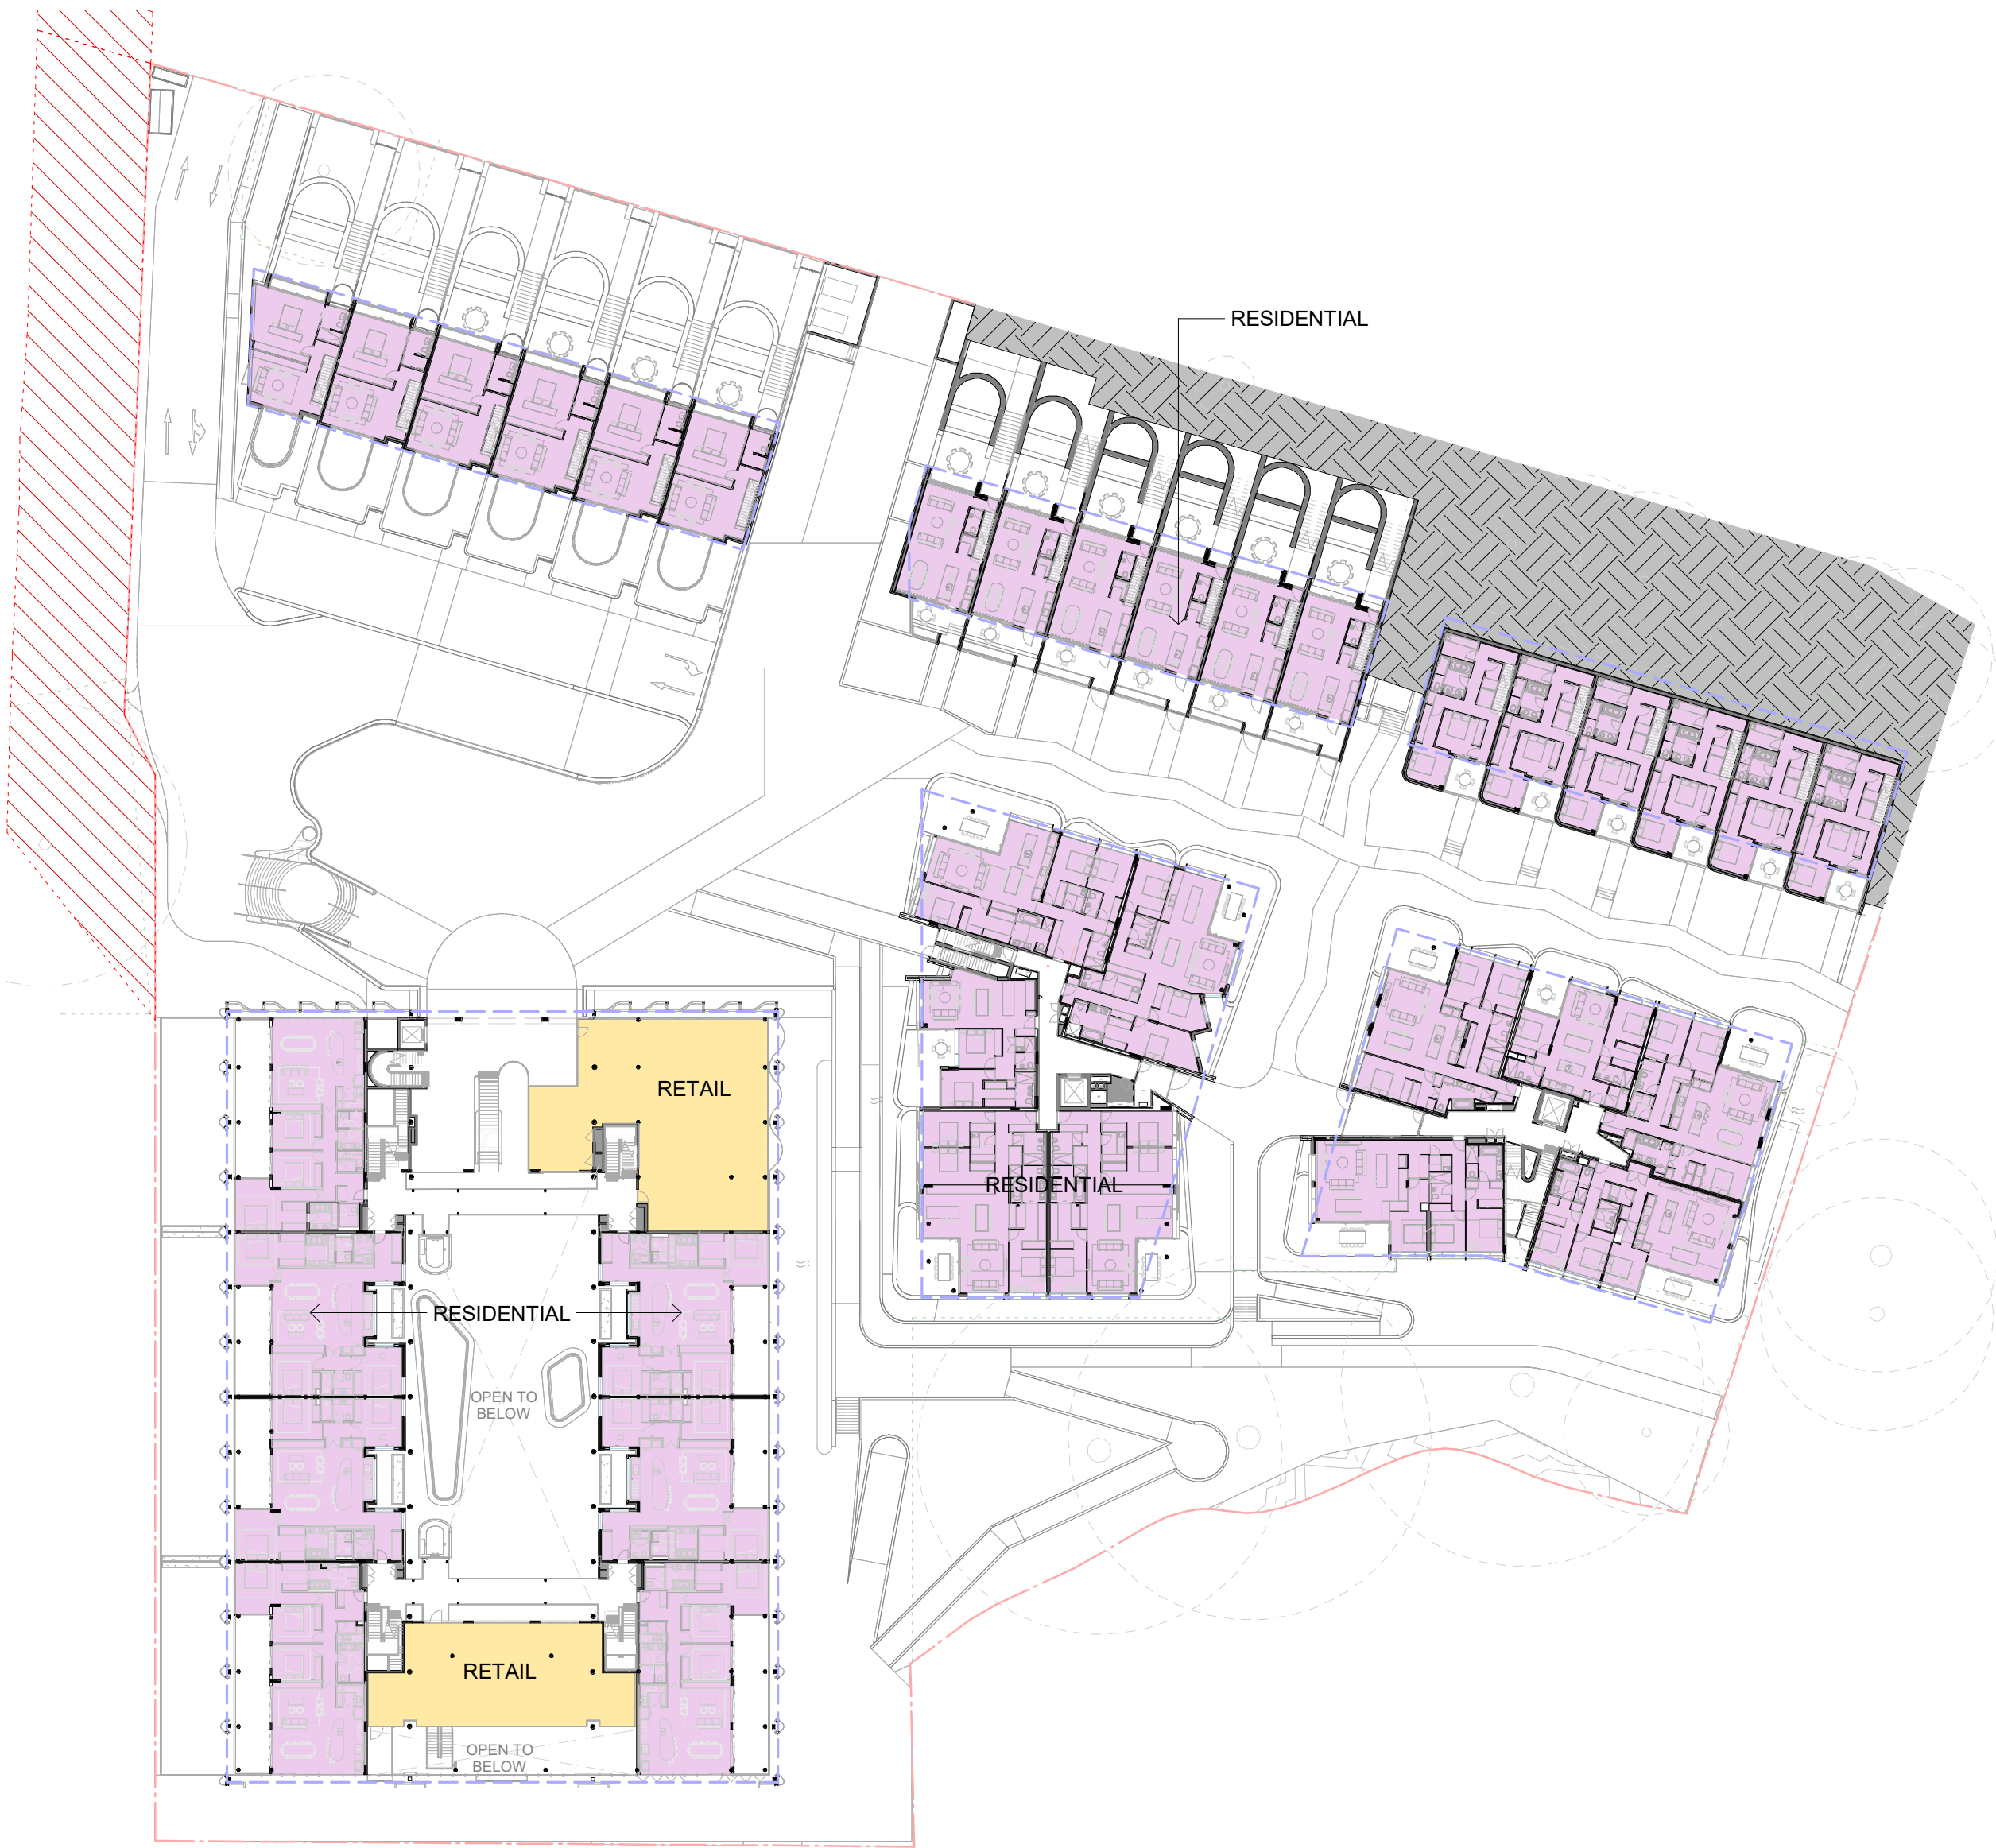 RESIDENTIAL
RETAIL
RESIDENTIAL
RESIDENTIAL
OPEN TO
BELOW
RETAIL
OPEN TO
BELOW